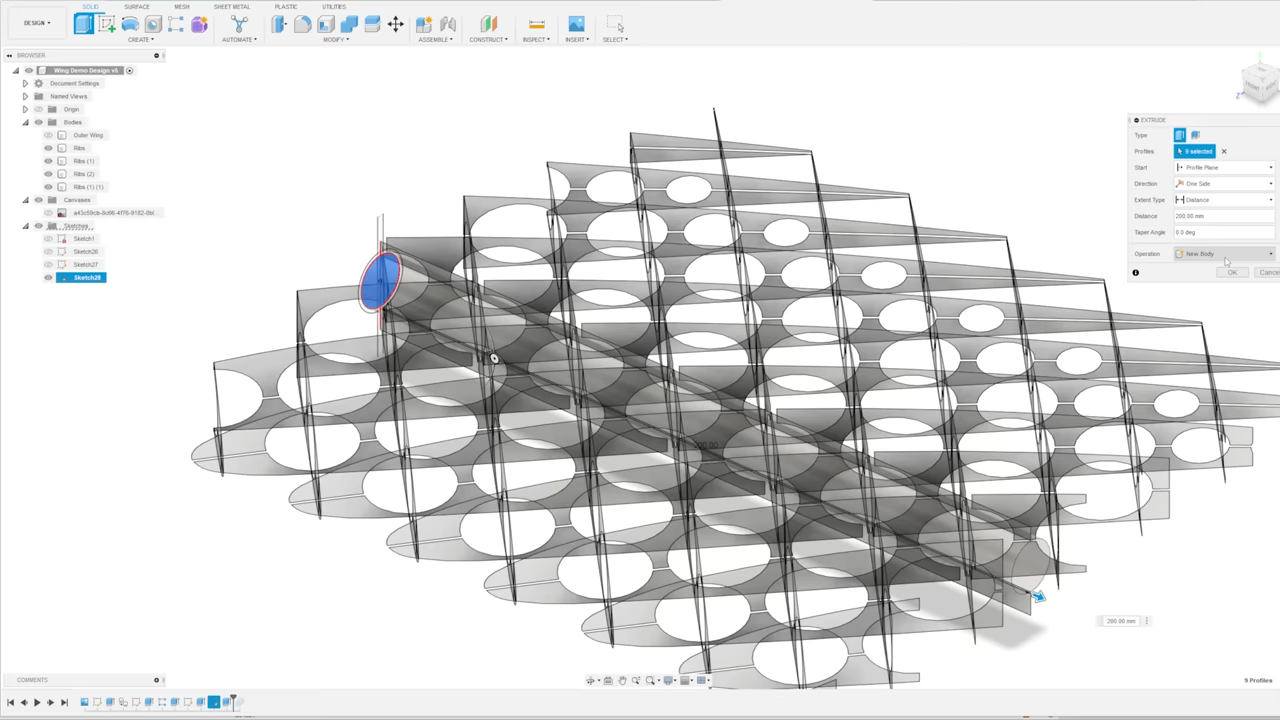 SOLID SURFACE MESH SHEET METAL PLASTIC UTILITIES
DESIGN
CREATE AUTOMATE MODIFY ASSEMBLE CONSTRUCT INSPECT INSERT SELECT
BROWSER
Wing Demo Design v5
Document Settings
Named Views
Origin
Bodies
Outer Wing
Ribs
Ribs (1)
Ribs (2)
Ribs (1) (1)
Canvases
Sketches
Sketch1
Sketch26
Sketch27
Sketch28
EXTRUDE
Type
Profiles 9 selected
Start Profile Plane
Direction One Side
Extent Type Distance
Distance 200.00 mm
Taper Angle 0.0 deg
Operation New Body
OK Cance
200.00
200.00 mm
COMMENTS
9 Profiles